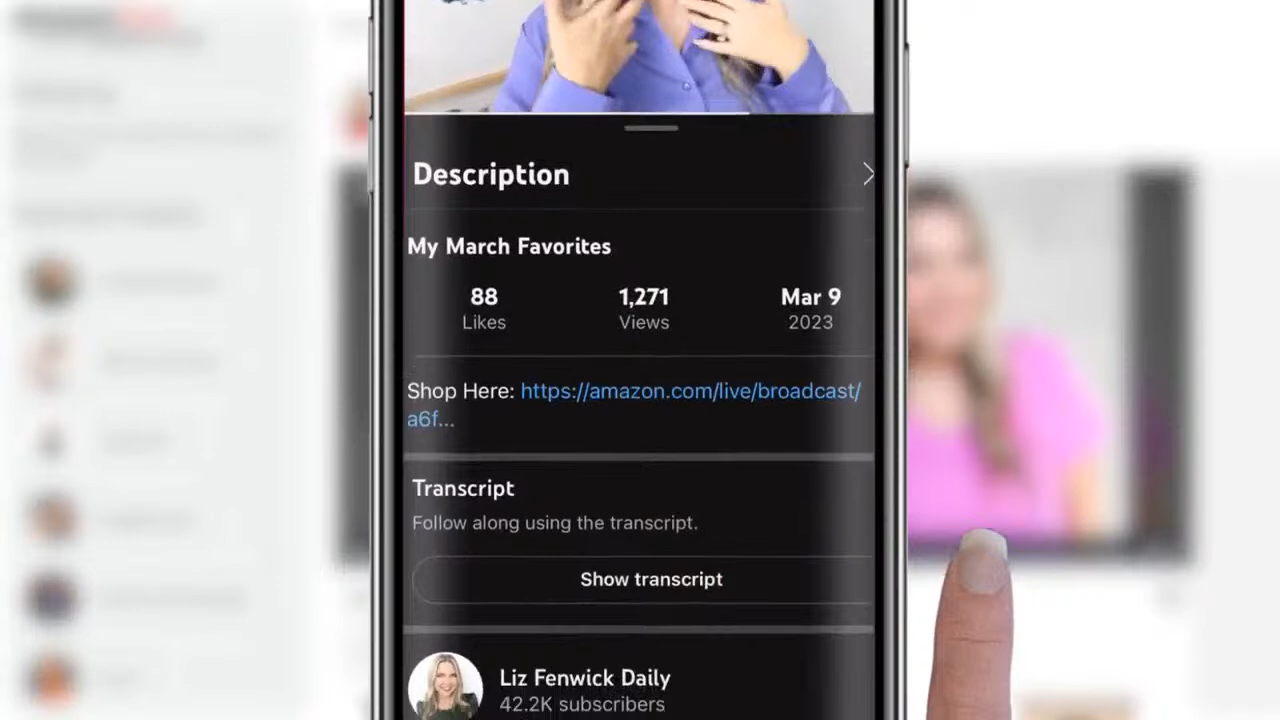 Description
My March Favorites
88 1,271 Mar 9
Likes Views 2023
Shop Here: https://amazon.com/live/broadcast/
a6f...
Transcript
Follow along using the transcript.
Show transcript
Liz Fenwick Daily
42.2K subscribers